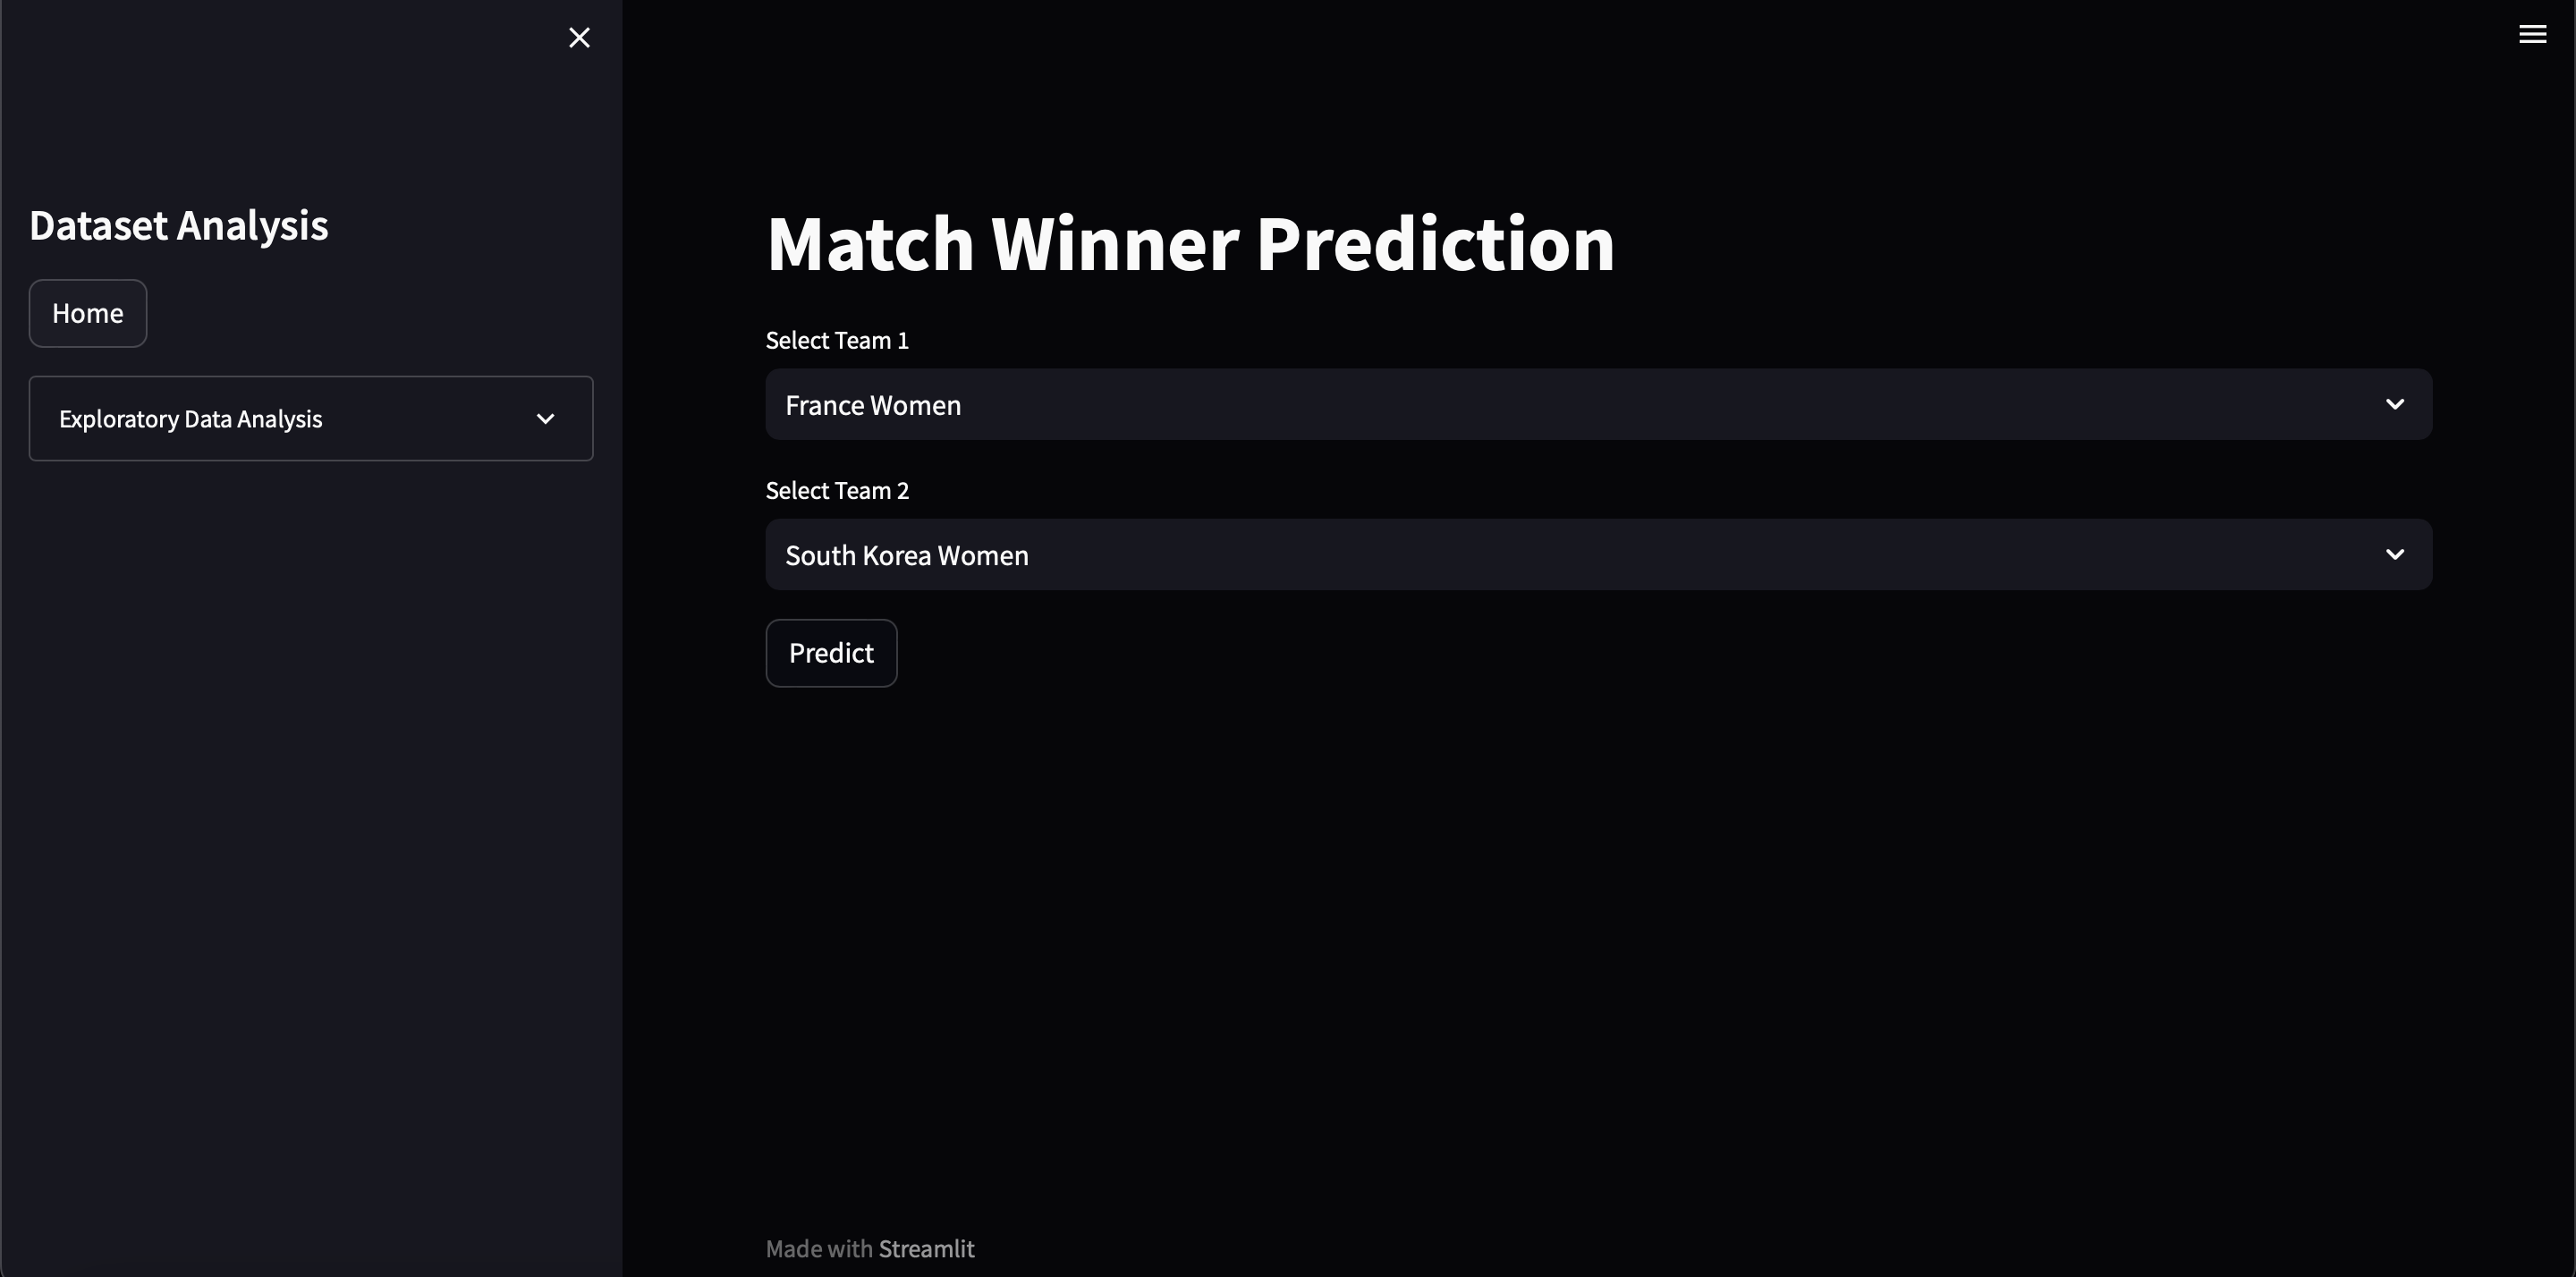 Dataset Analysis
Home
Exploratory Data Analysis
Match Winner Prediction
Select Team 1
France Women
Select Team 2
South Korea Women
Predict
Made with Streamlit